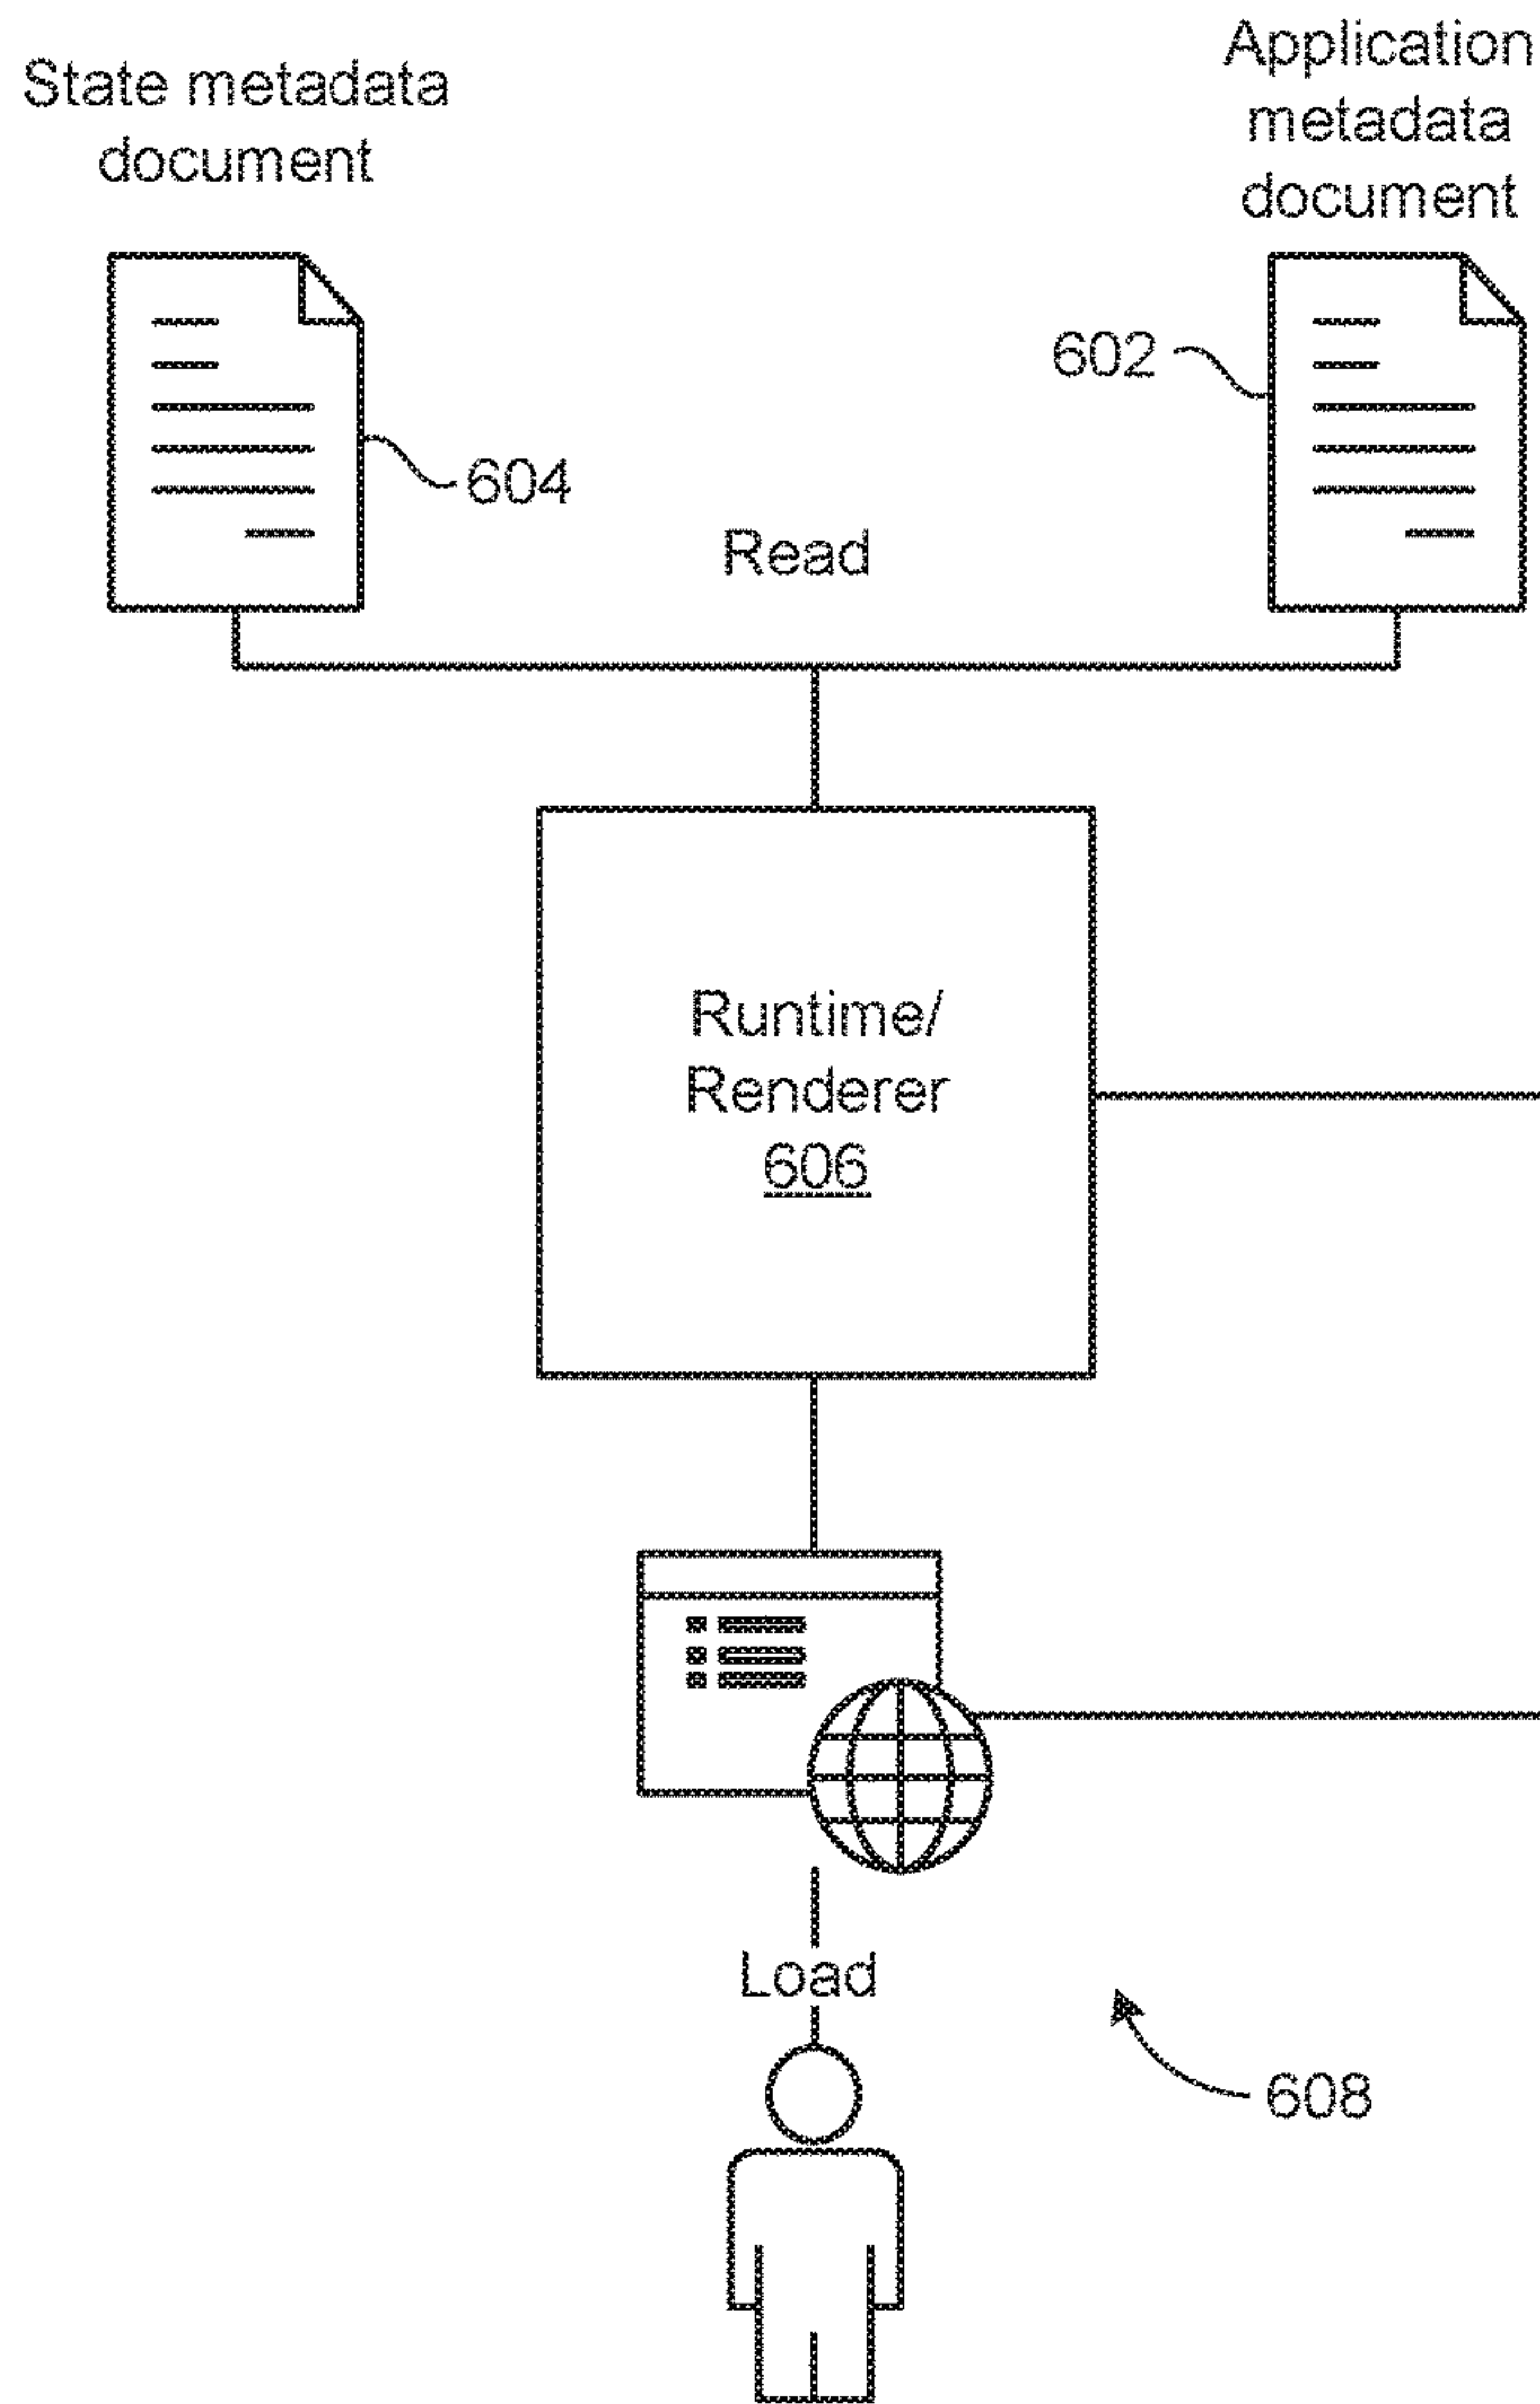 State metadata
document
Application
metadata
document
602
604
Read
Runtime/
Renderer
606
Load
608